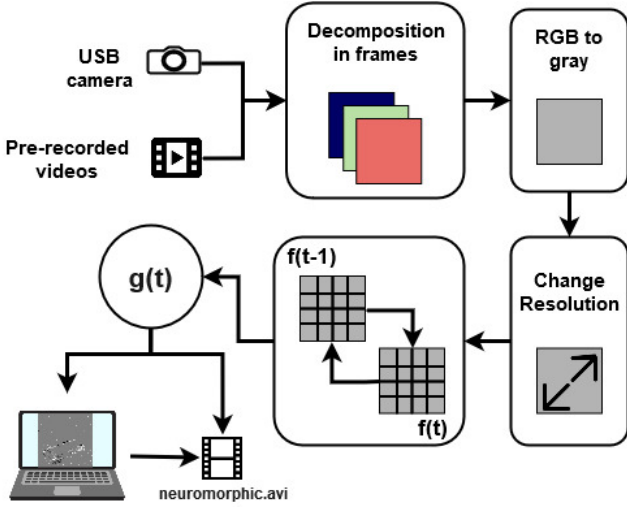 USB
camera
Pre-recorded
videos
Decomposition
in frames
RGB to
gray
Change
Resolution
f(t-1)
f(t)
g(t)
neuromorphic.avi